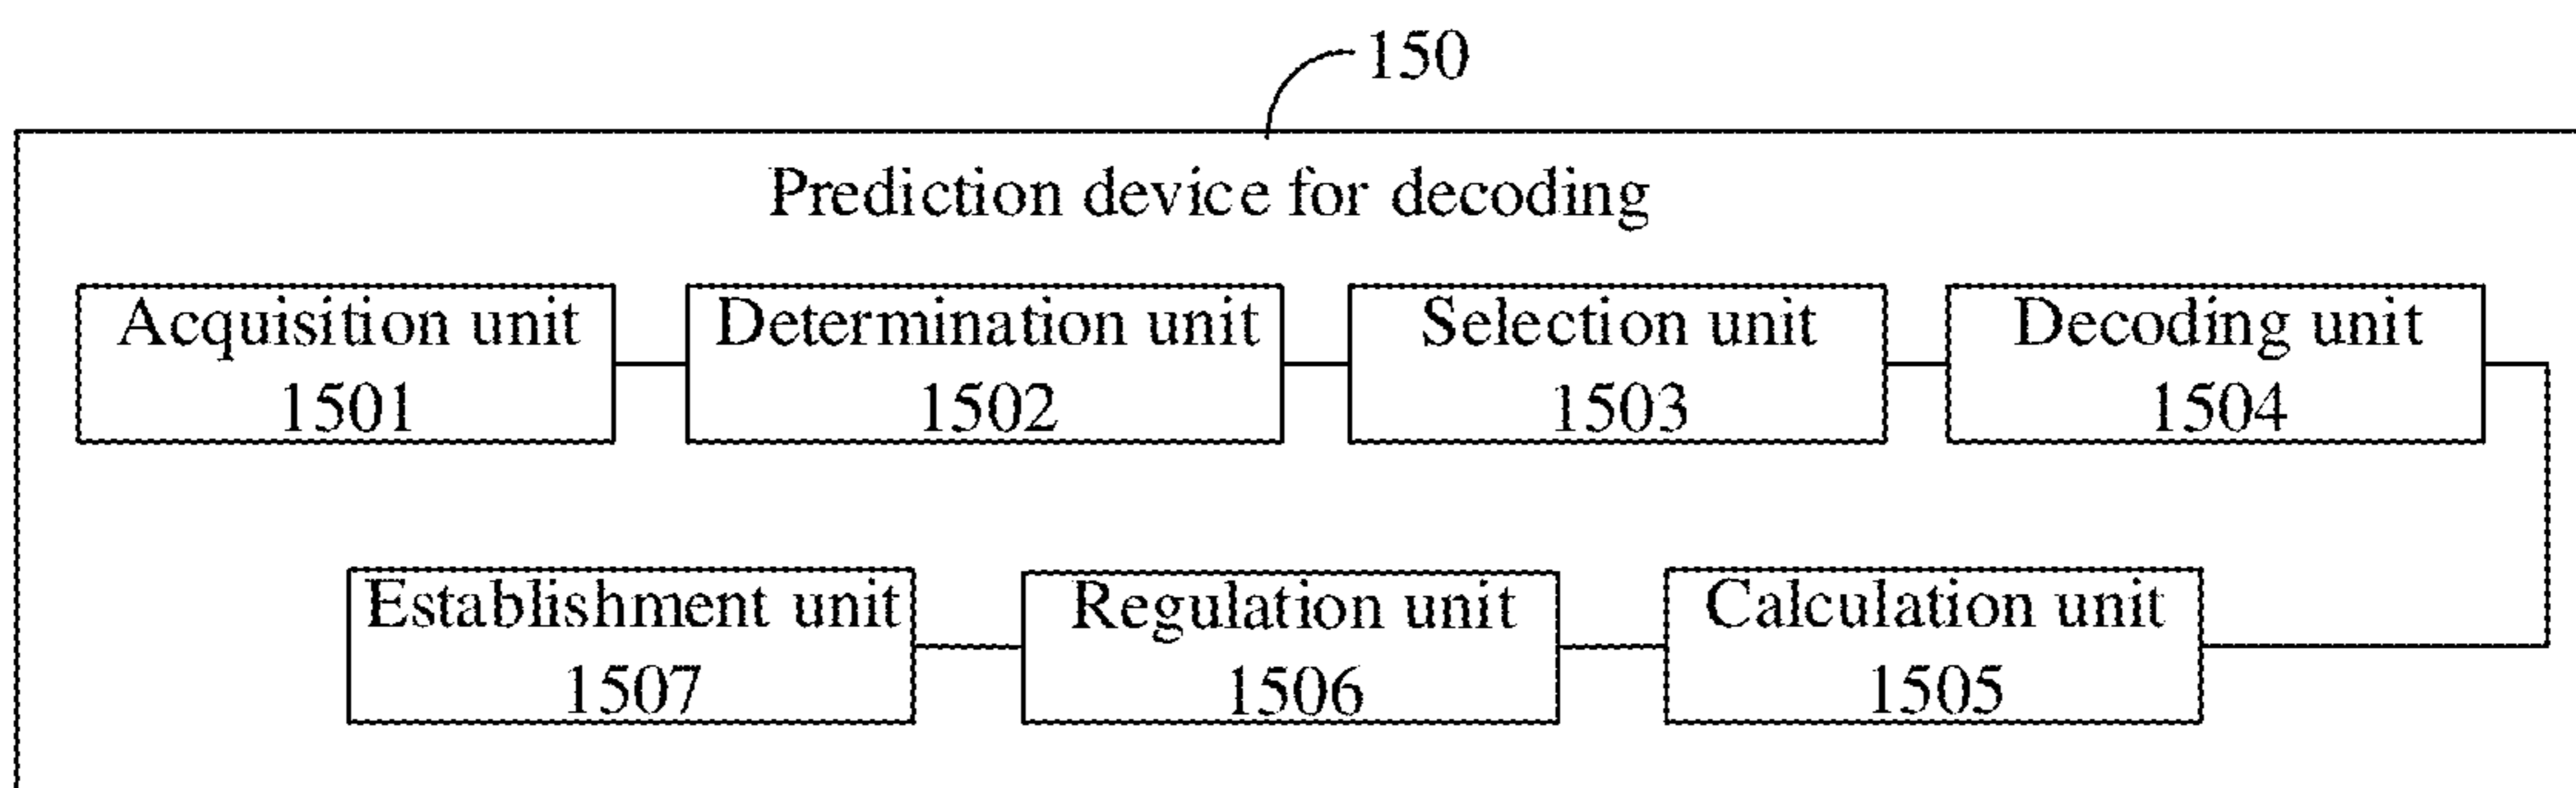 150
Prediction device for decoding
Acquisition unit
1501
Determination unit
1502
Selection unit
1503
Decoding unit
1504
Establishment unit
1507
Regulation unit
1506
Calculation unit
1505